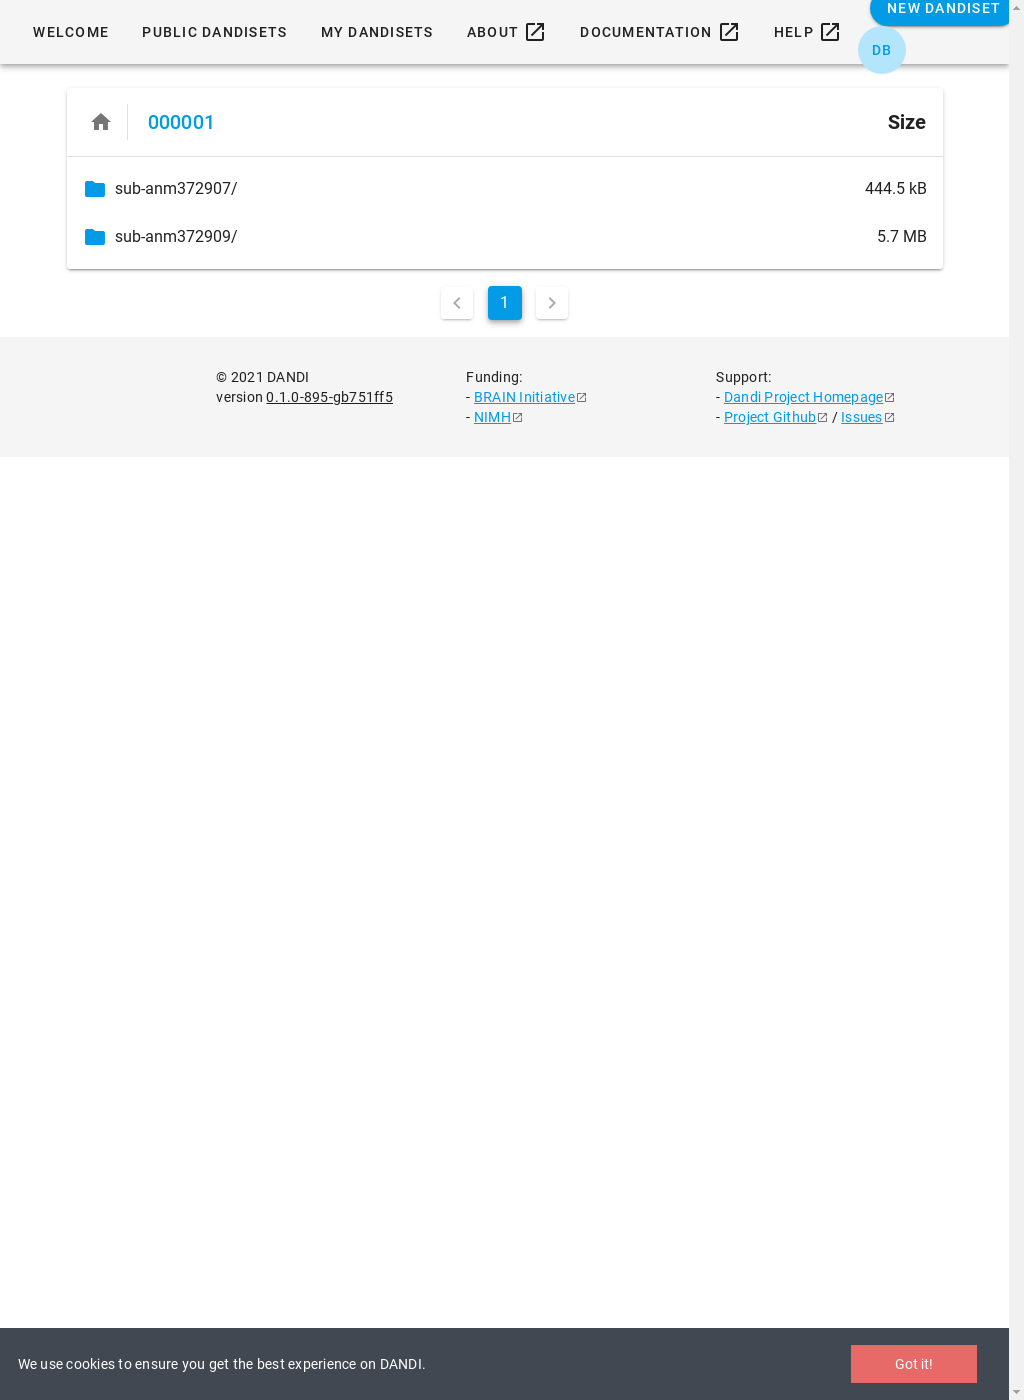 WELCOME
PUBLIC DANDISETS
MY DANDISETS
ABOUT
DOCUMENTATION
HELP
NEW DANDISET
DB
000001
Size
sub-anm372907/
444.5 kB
sub-anm372909/
5.7 MB
1
© 2021 DANDI
version 0.1.0-895-gb751ff5
Funding:
- BRAIN Initiative
- NIMH
Support:
- Dandi Project Homepage
- Project Github / Issues
We use cookies to ensure you get the best experience on DANDI.
Got it!